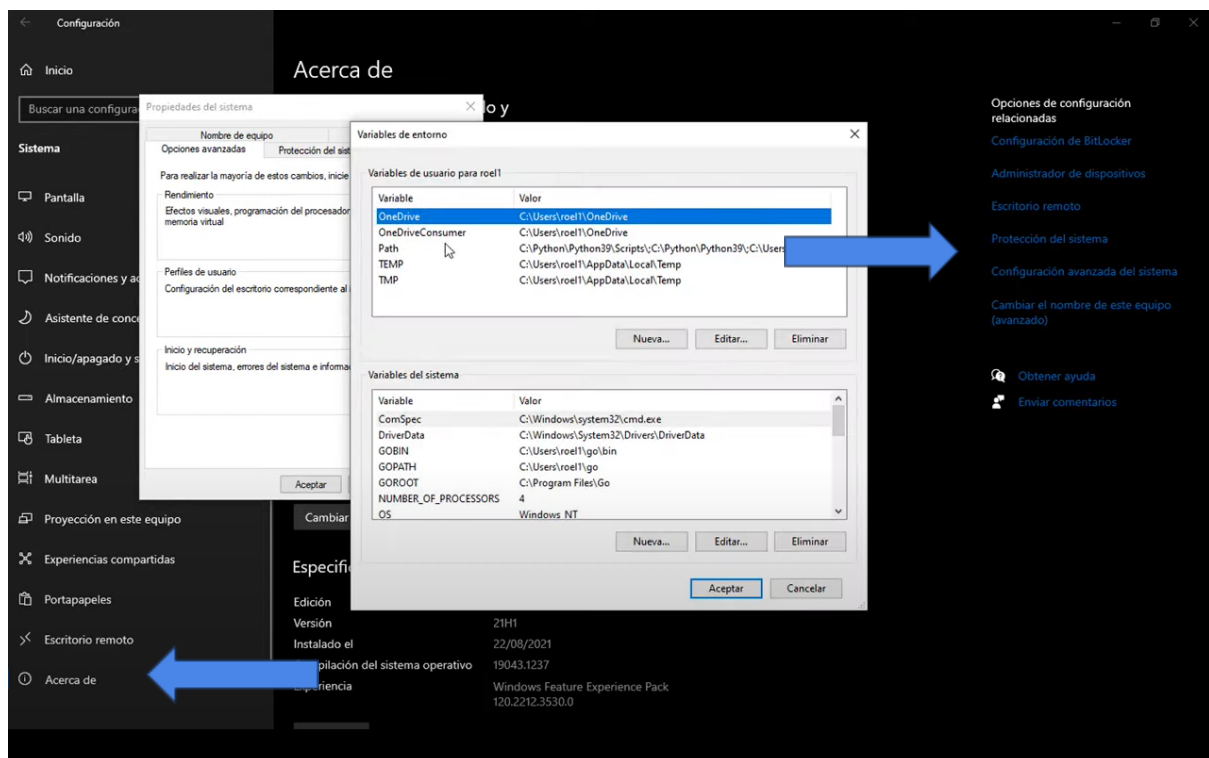 Configuración
Inicio
Buscar una configura
Sistema
Pantalla
Sonido
Notificaciones y ac
Asistente de conce
Inicio/apagado y s
Almacenamiento
Tableta
Multitarea
Proyección en este equipo
Experiencias compartidas
Portapapeles
Escritorio remoto
Acerca de
Acerca de
lo y
Propiedades del sistema
Nombre de equipo
Opciones avanzadas
Protección del sist
Para realizar la mayoría de estos cambios, inicie
Rendimiento
Efectos visuales, programación del procesador
memoria virtual
Perfiles de usuario
Configuración del escritorio correspondiente al i
Inicio y recuperación
Inicio del sistema, errores del sistema e informa
Aceptar
Variables de entorno
Variables de usuario para roel1
Variable Valor
OneDrive C:\Users\roel1\OneDrive
OneDriveConsumer C:\Users\roel1\OneDrive
Path C:\Python\Python39\Scripts\;C:\Python\Python39\;C:\Users
TEMP C:\Users\roel1\AppData\Local\Temp
TMP C:\Users\roel1\AppData\Local\Temp
Nueva... Editar... Eliminar
Variables del sistema
Variable Valor
ComSpec C:\Windows\system32\cmd.exe
DriverData C:\Windows\System32\Drivers\DriverData
GOBIN C:\Users\roel1\go\bin
GOPATH C:\Users\roel1\go
GOROOT C:\Program Files\Go
NUMBER_OF_PROCESSORS 4
OS Windows_NT
Nueva... Editar... Eliminar
Aceptar Cancelar
Cambiar
Especifi
Edición
Versión 21H1
Instalado el 22/08/2021
pilación del sistema operativo 19043.1237
riencia Windows Feature Experience Pack
120.2212.3530.0
Opciones de configuración
relacionadas
Configuración de BitLocker
Administrador de dispositivos
Escritorio remoto
Protección del sistema
Configuración avanzada del sistema
Cambiar el nombre de este equipo
(avanzado)
Obtener ayuda
Enviar comentarios